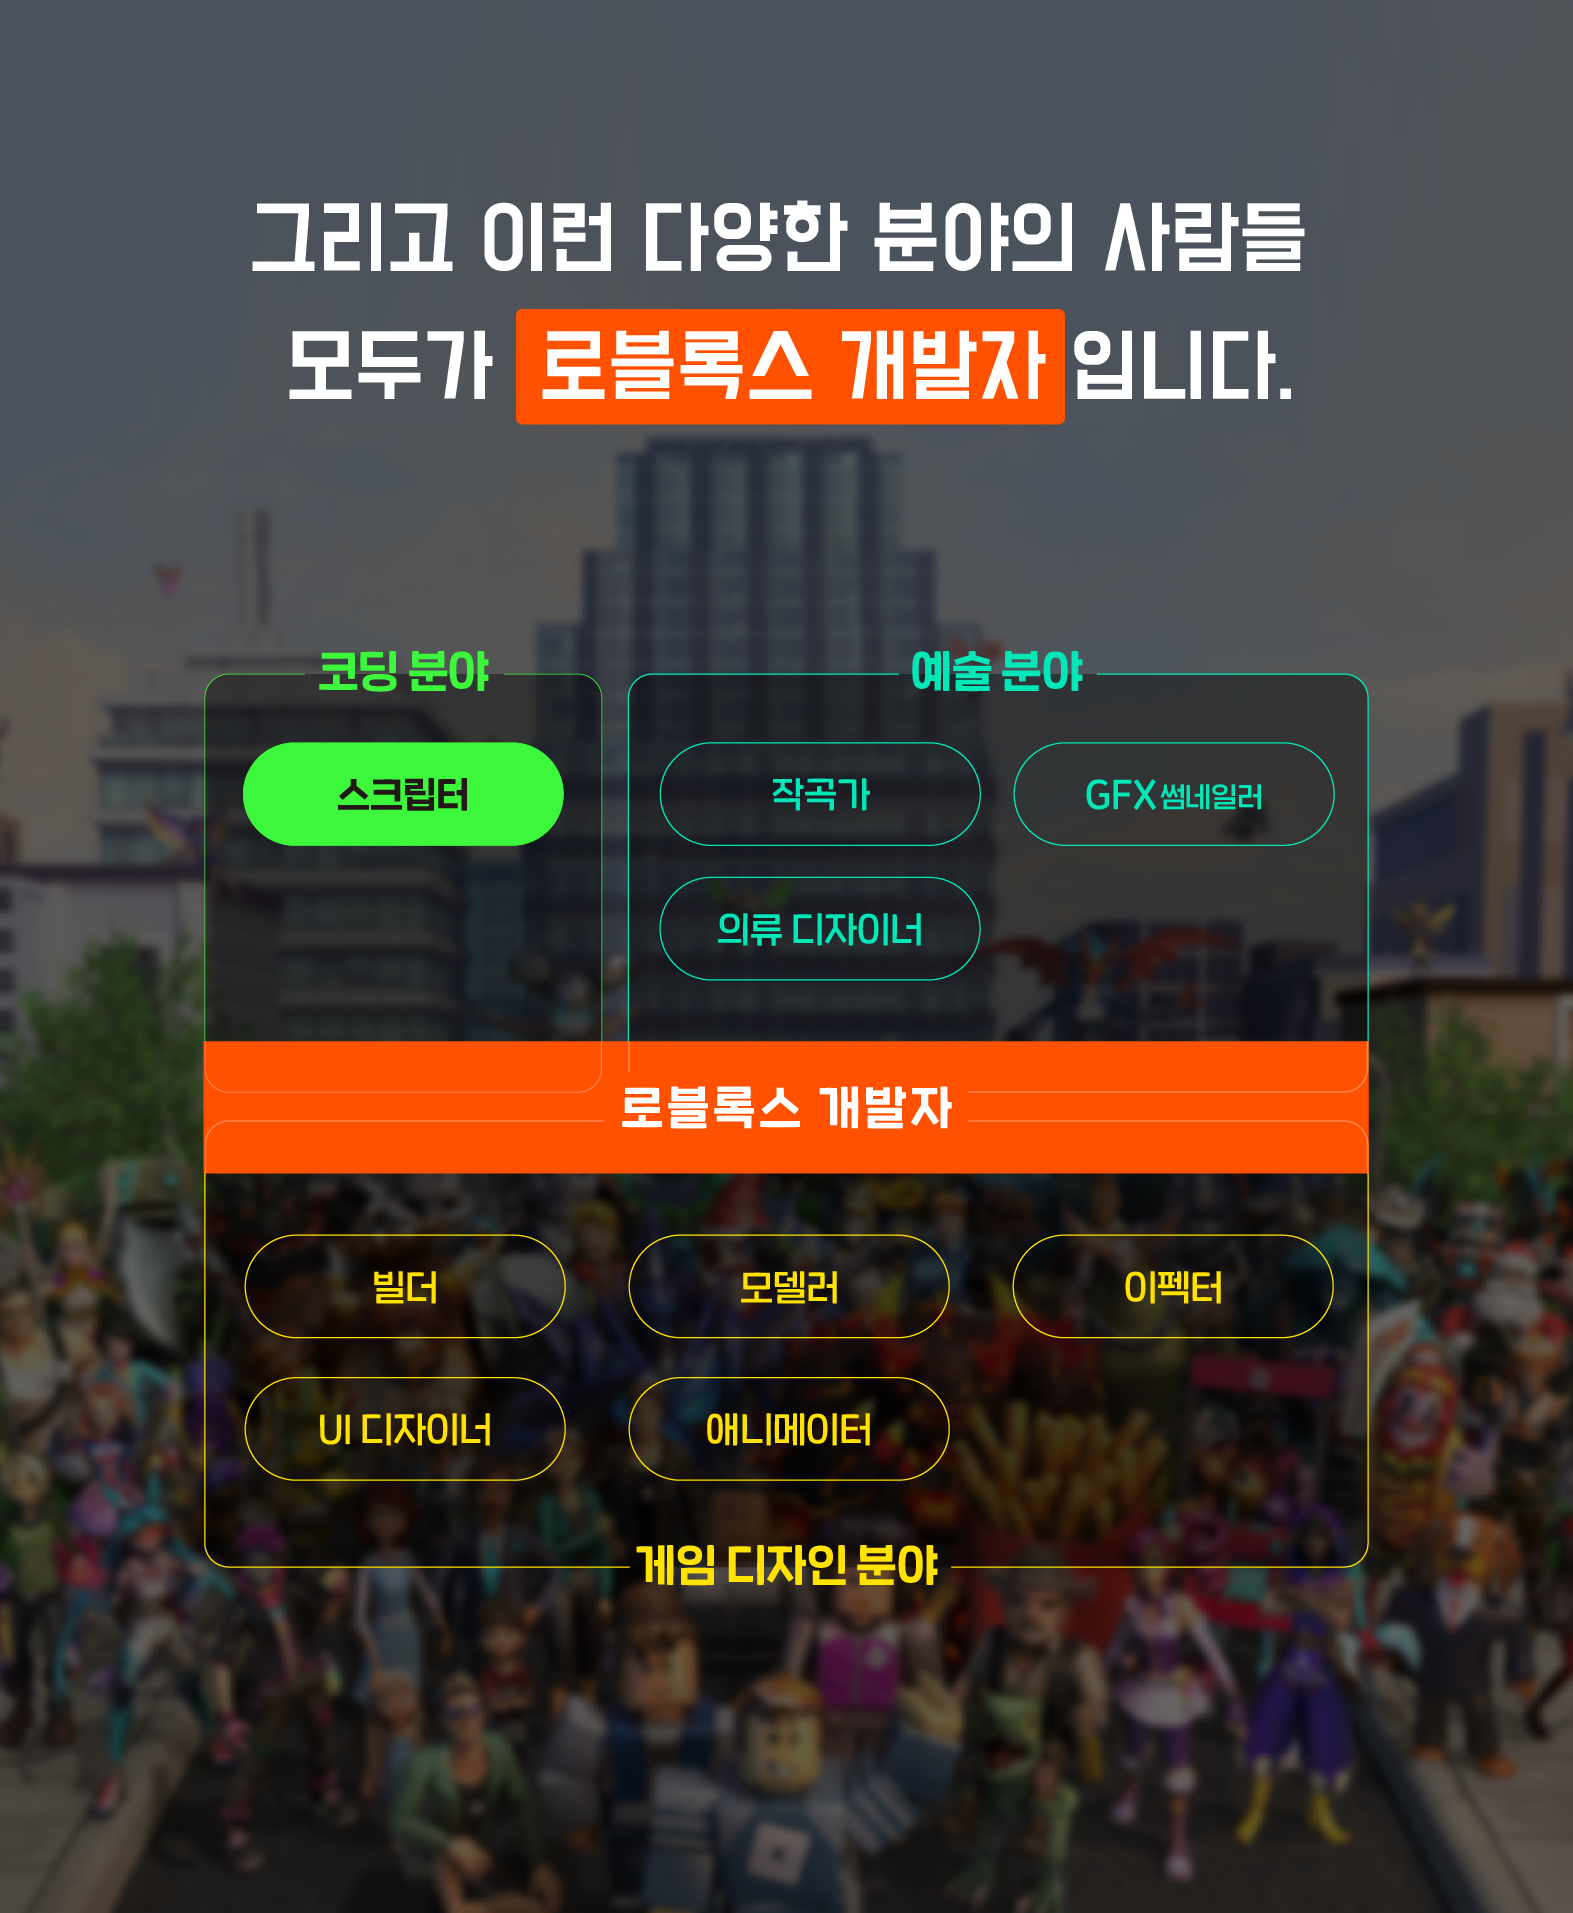 그리고 이런 다양한 분야의 사람들
모두가 로블록스 개발자 입니다.
코딩 분야
스크립터
예술 분야
작곡가
GFX 썸네일러
의류 디자이너
로블록스 개발자
빌더
모델러
이펙터
UI 디자이너
애니메이터
게임 디자인 분야